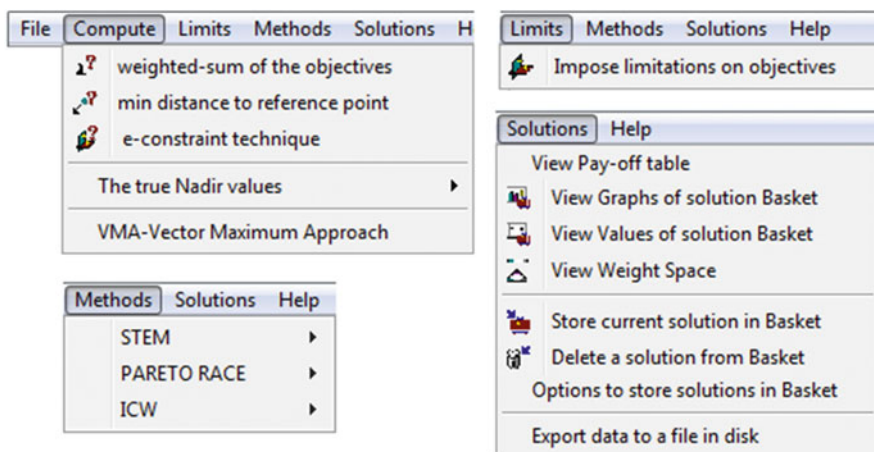 File Compute Limits Methods Solutions H
weighted-sum of the objectives
min distance to reference point
e-constraint technique
The true Nadir values
VMA-Vector Maximum Approach
Limits Methods Solutions Help
Impose limitations on objectives
Solutions Help
View Pay-off table
View Graphs of solution Basket
View Values of solution Basket
View Weight Space
Store current solution in Basket
Delete a solution from Basket
Options to store solutions in Basket
Export data to a file in disk
Methods Solutions Help
STEM
PARETO RACE
ICW